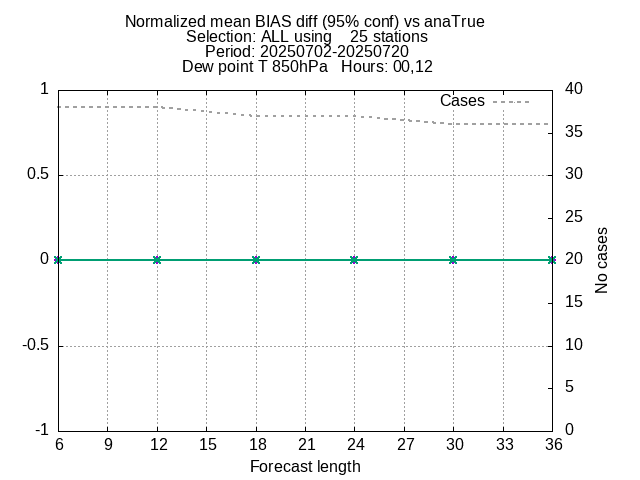 Normalized mean BIAS diff (95% conf) vs anaTrue
Selection: ALL using    25 stations
Period: 20250702-20250720
Dew point T 850hPa   Hours: 00,12
Cases
1
0.5
0
-0.5
-1
40
35
30
25
20
15
10
5
0
No cases
6 9 12 15 18 21 24 27 30 33 36
Forecast length